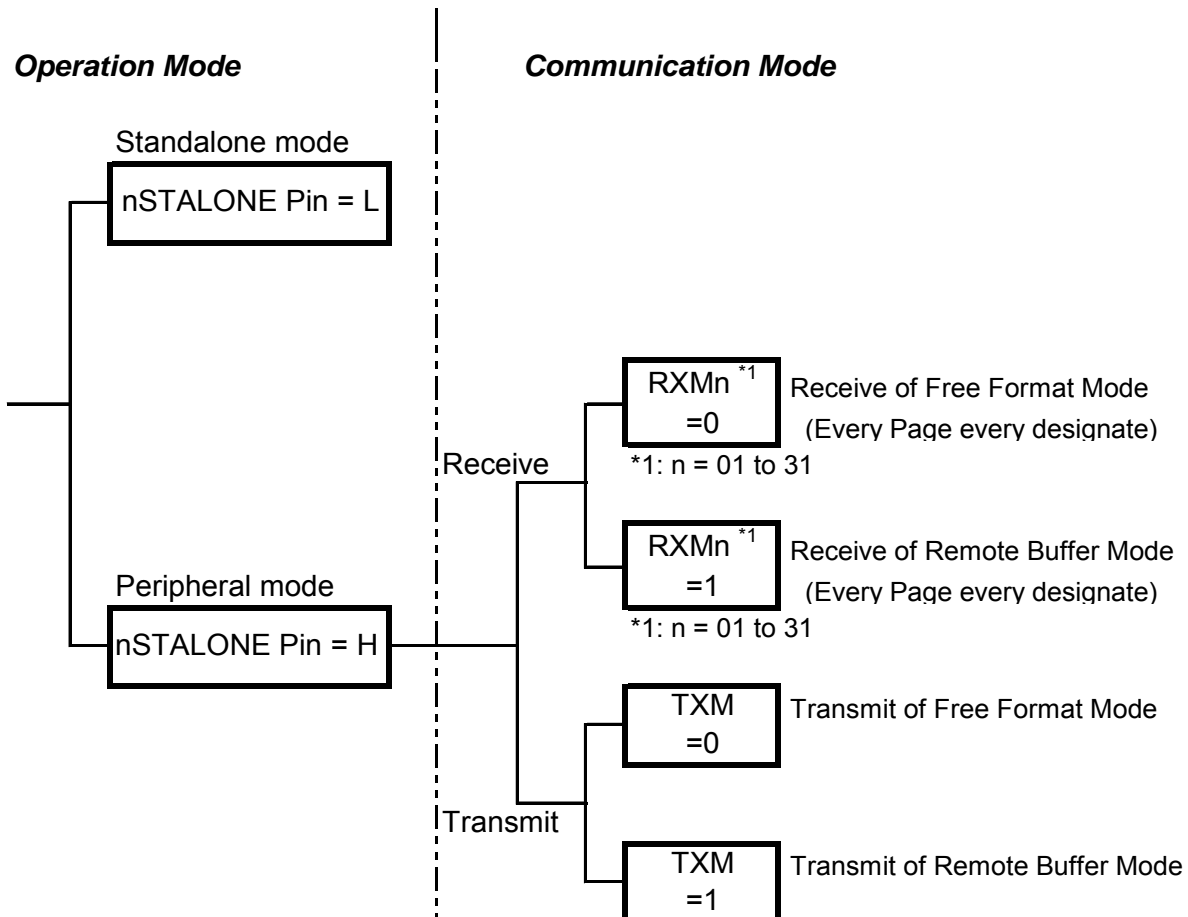 Operation Mode
Communication Mode
Standalone mode
nSTALONE Pin = L
RXMn *1
=0
Receive of Free Format Mode
(Every Page every designate)
*1: n = 01 to 31
Receive
RXMn *1
=1
Receive of Remote Buffer Mode
(Every Page every designate)
*1: n = 01 to 31
Peripheral mode
nSTALONE Pin = H
TXM
=0
Transmit of Free Format Mode
Transmit
TXM
=1
Transmit of Remote Buffer Mode